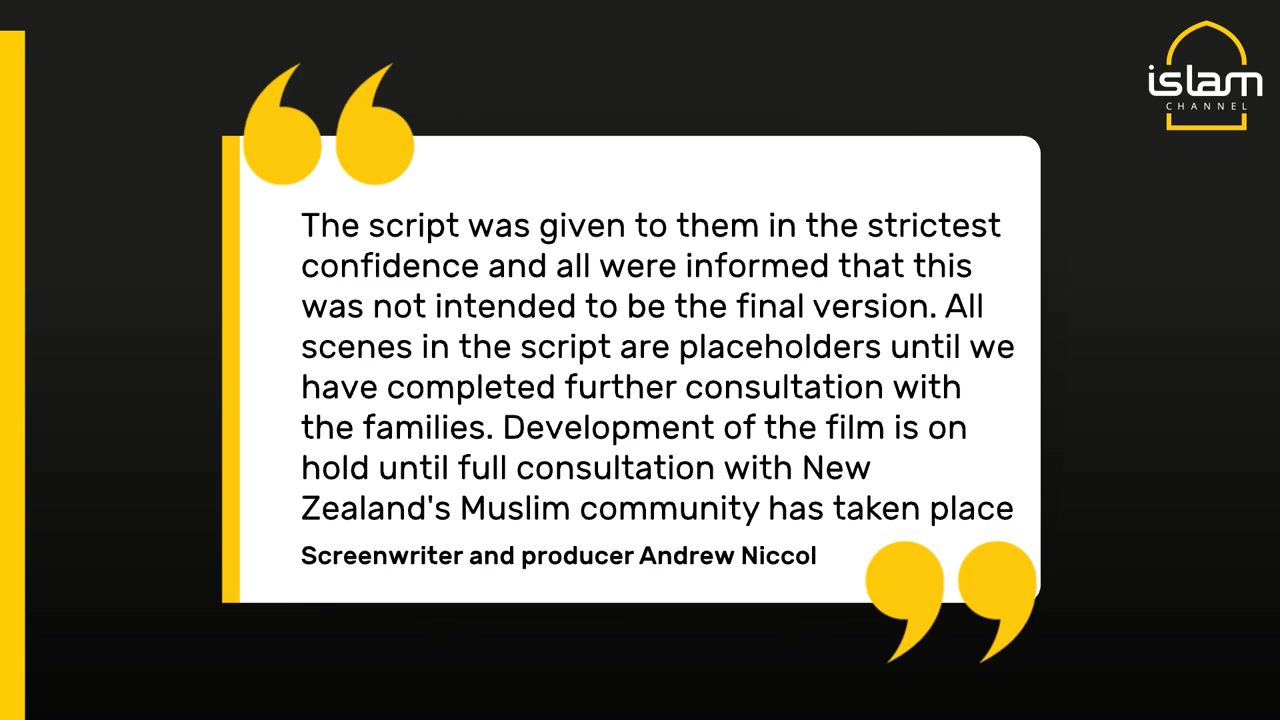 islam
CHANNEL
The script was given to them in the strictest
confidence and all were informed that this
was not intended to be the final version. All
scenes in the script are placeholders until we
have completed further consultation with
the families. Development of the film is on
hold until full consultation with New
Zealand's Muslim community has taken place
Screenwriter and producer Andrew Niccol